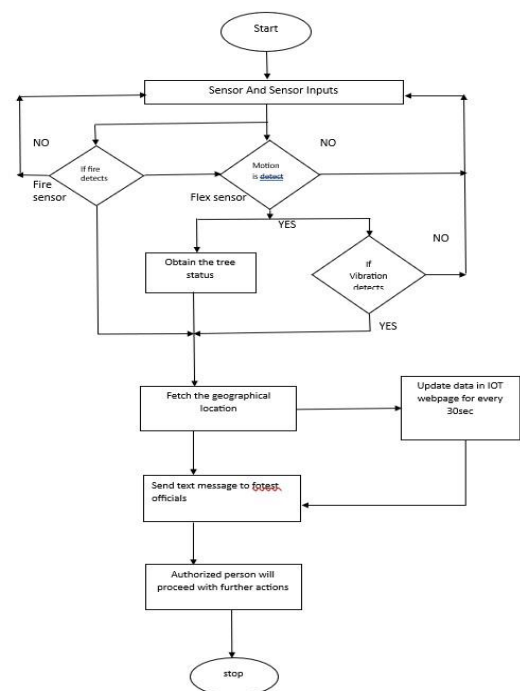 Start
Sensor And Sensor Inputs
NO
NO
If fire
detects
Motion
is detect
Fire
sensor
Flex sensor
YES
NO
Obtain the tree
status
If
Vibration
detects
YES
Fetch the geographical
location
Update data in IOT
webpage for every
30sec
Send text message to fotest
officials
Authorized person will
proceed with further actions
stop